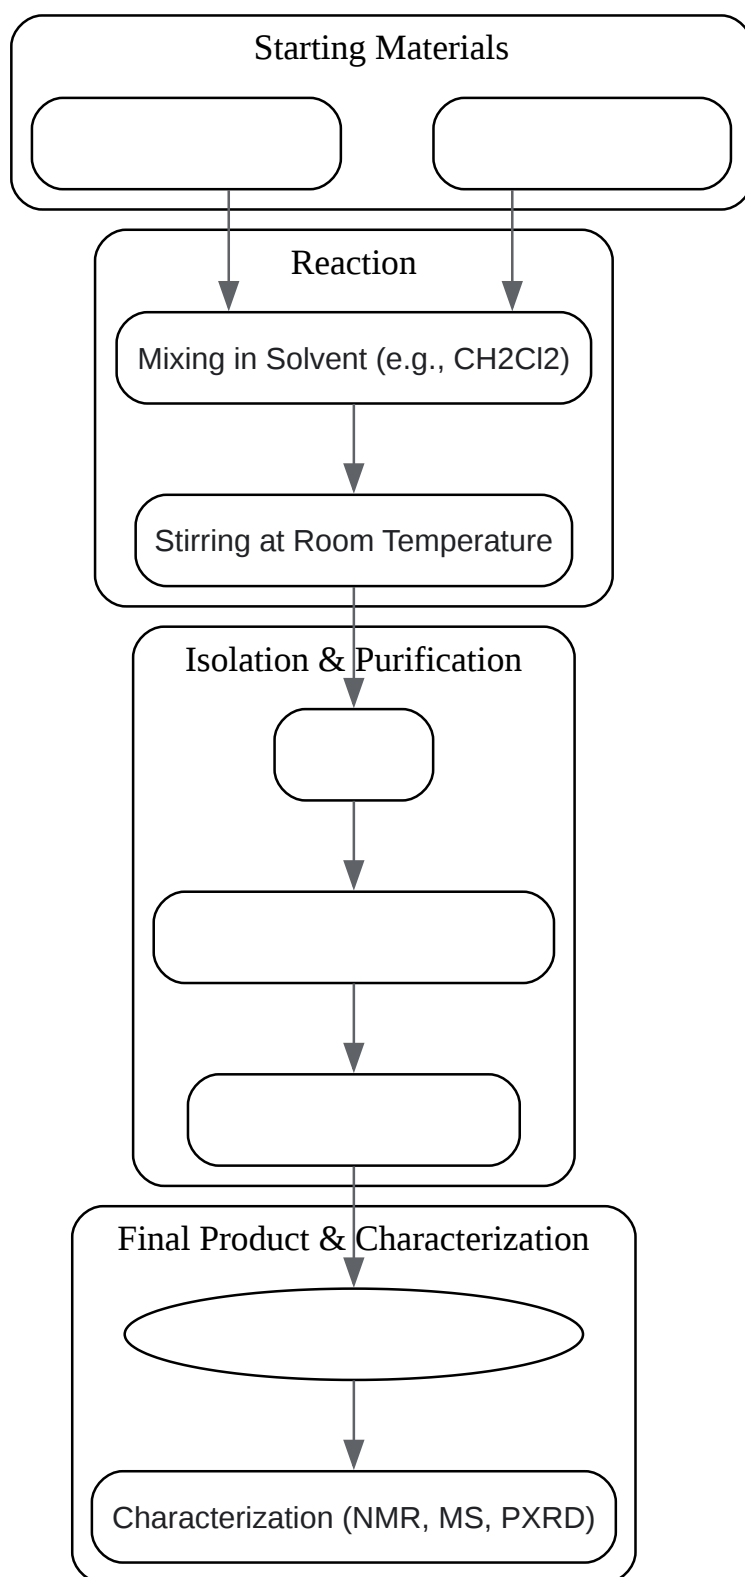 Starting Materials
Reaction
Mixing in Solvent (e.g., CH2Cl2)
Stirring at Room Temperature
Isolation & Purification
Final Product & Characterization
Characterization (NMR, MS, PXRD)